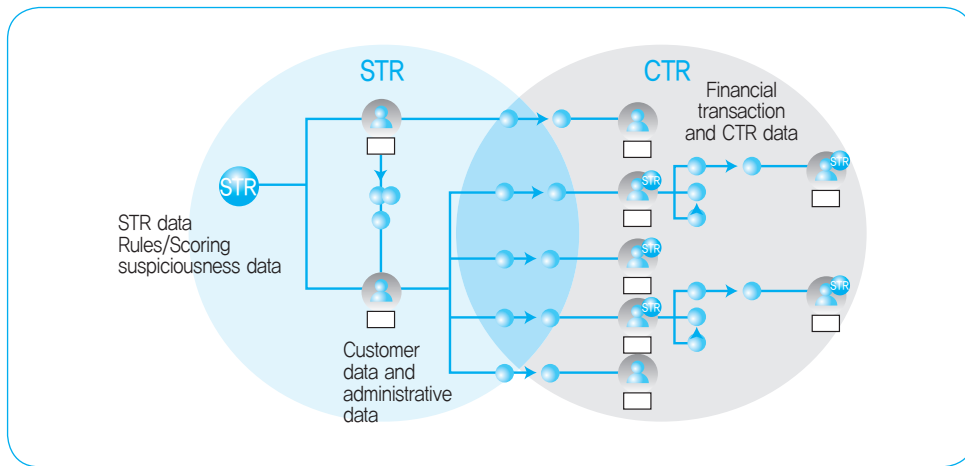 STR
CTR
Financial
transaction
and CTR data
STR
STR
STR
STR data
Rules/Scoring
suspiciousness data
STR
STR
STR
Customer
data and
administrative
data